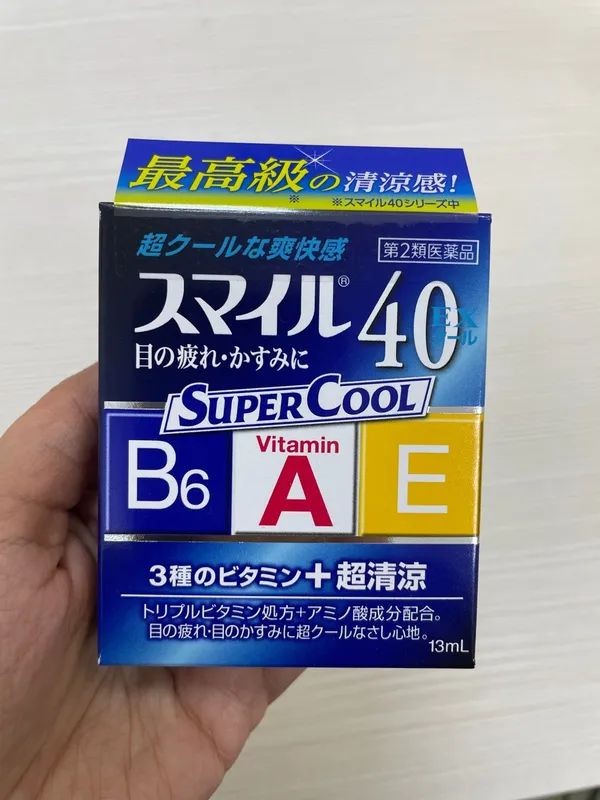 最高級の清涼感!
※
※スマイル40シリーズ中
超クールな爽快感
第2類医薬品
スマイル® 40 EX
クール
目の疲れ・かすみに
SUPER COOL
B6
Vitamin
A
E
3種のビタミン+超清涼
トリプルビタミン処方+アミノ酸成分配合。
目の疲れ・目のかすみに超クールなさし心地。
13mL